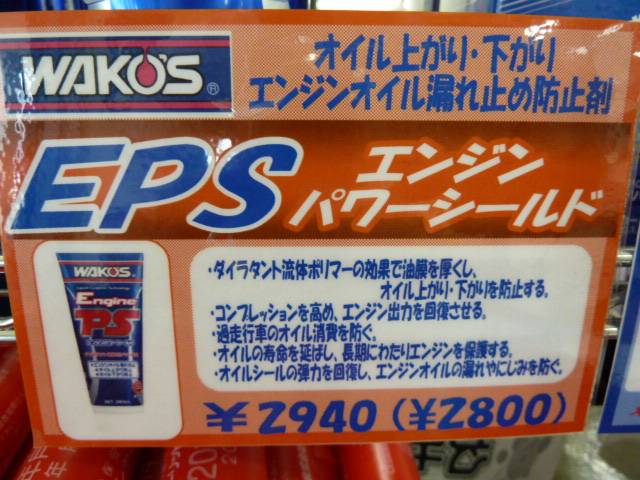 WAKO'S®
オイル上がり・下がり
エンジンオイル漏れ止め防止剤
EPS
エンジン
パワーシールド
・ダイラタント流体ポリマーの効果で油膜を厚くし、
オイル上がり・下がりを防止する。
・コンプレッションを高め、エンジン出力を回復させる。
・過走行車のオイル消費を防ぐ。
・オイルの寿命を延ばし、長期にわたりエンジンを保護する。
・オイルシールの弾力を回復し、エンジンオイルの漏れやにじみを防ぐ。
WAKO'S
Engine
PS
¥2940(¥2800)